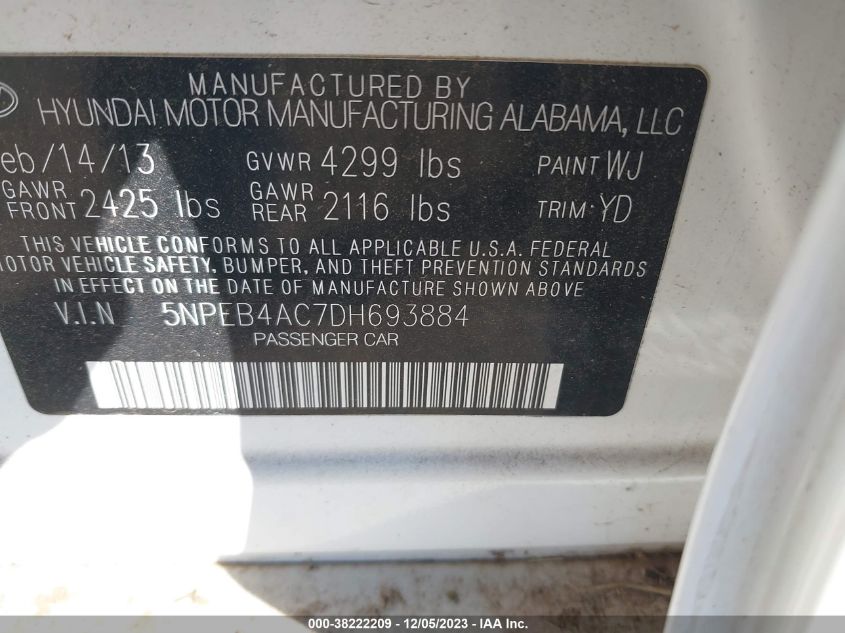 MANUFACTURED BY
HYUNDAI MOTOR MANUFACTURING ALABAMA, LLC
eb/14/13 GVWR 4299 lbs PAINT WJ
GAWR FRONT 2425 lbs GAWR REAR 2116 lbs TRIM: YD
THIS VEHICLE CONFORMS TO ALL APPLICABLE U.S.A. FEDERAL
OTOR VEHICLE SAFETY, BUMPER, AND THEFT PREVENTION STANDARDS
IN EFFECT ON THE DATE OF MANUFACTURE SHOWN ABOVE
V.I.N 5NPEB4AC7DH693884
PASSENGER CAR
000-38222209 - 12/05/2023 - IAA Inc.